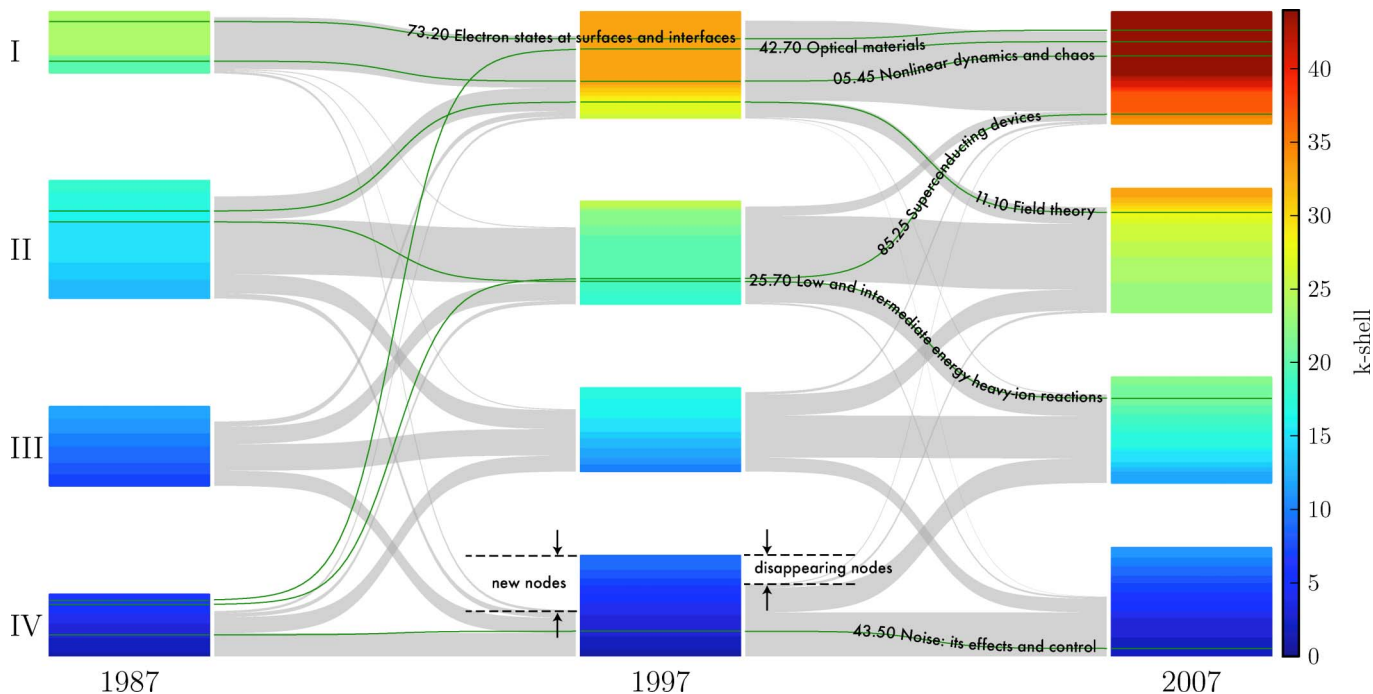 I
II
III
IV
73.20 Electron states at surfaces and interfaces
42.70 Optical materials
05.45 Nonlinear dynamics and chaos
85.25 Superconducting devices
11.10 Field theory
25.70 Low and intermediate energy heavy-ion reactions
new nodes
disappearing nodes
43.50 Noise: its effects and control
1987
1997
2007
40
35
30
25
20
15
10
5
0
k-shell